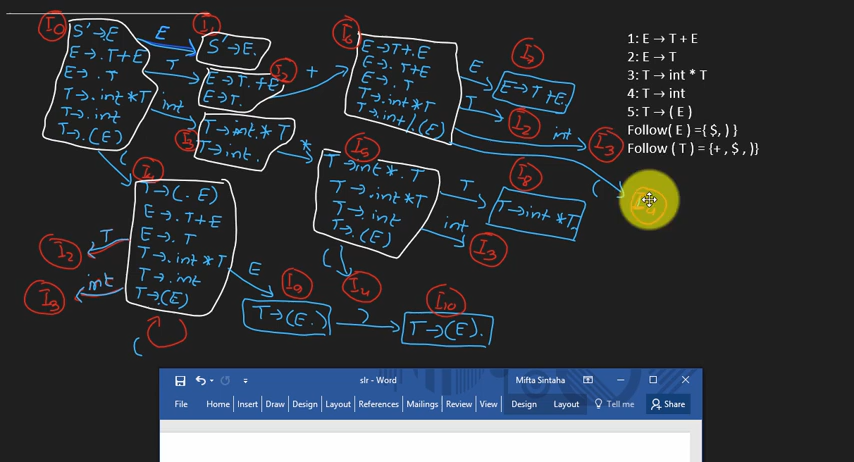 I0
S' → .E
E → . T+E
E → . T
T → . int * T
T → . int
T → . (E)
E
I1
S' → E.
T
I2
E → T. + E
E → T.
int
I3
T → int . * T
T → int .
+
I6
E → T+.E
E → . T+E
E → . T
T → . int * T
T → . int / . (E)
E
I7
E → T+E.
T
I2
int
I3
(
I4
*
I5
T → int * . T
T → . int * T
T → . int
T → . (E)
T
I8
T → int * T.
int
I3
(
I4
(
I4
T → (. E)
E → . T+E
E → . T
T → . int * T
T → . int
T → . (E)
T
I2
int
I3
(
E
I9
T → (E.)
)
I10
T → (E).
1: E → T + E
2: E → T
3: T → int * T
4: T → int
5: T → ( E )
Follow( E ) ={ $, ) }
Follow ( T ) = {+ , $ , )}
slr - Word
Mifta Sintaha
File Home Insert Draw Design Layout References Mailings Review View Design Layout Tell me Share